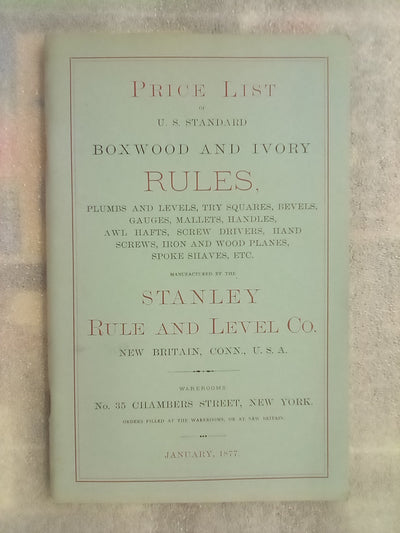 PRICE LIST
OF
U. S. STANDARD
BOXWOOD AND IVORY
RULES,
PLUMBS AND LEVELS, TRY SQUARES, BEVELS,
GAUGES, MALLETS, HANDLES,
AWL HAFTS, SCREW DRIVERS, HAND
SCREWS, IRON AND WOOD PLANES,
SPOKE SHAVES, ETC.
MANUFACTURED BY THE
STANLEY
RULE AND LEVEL CO.
NEW BRITAIN, CONN., U. S. A.
WAREROOMS
No. 35 CHAMBERS STREET, NEW YORK.
ORDERS FILLED AT THE WAREROOMS, OR AT NEW BRITAIN.
JANUARY, 1877.